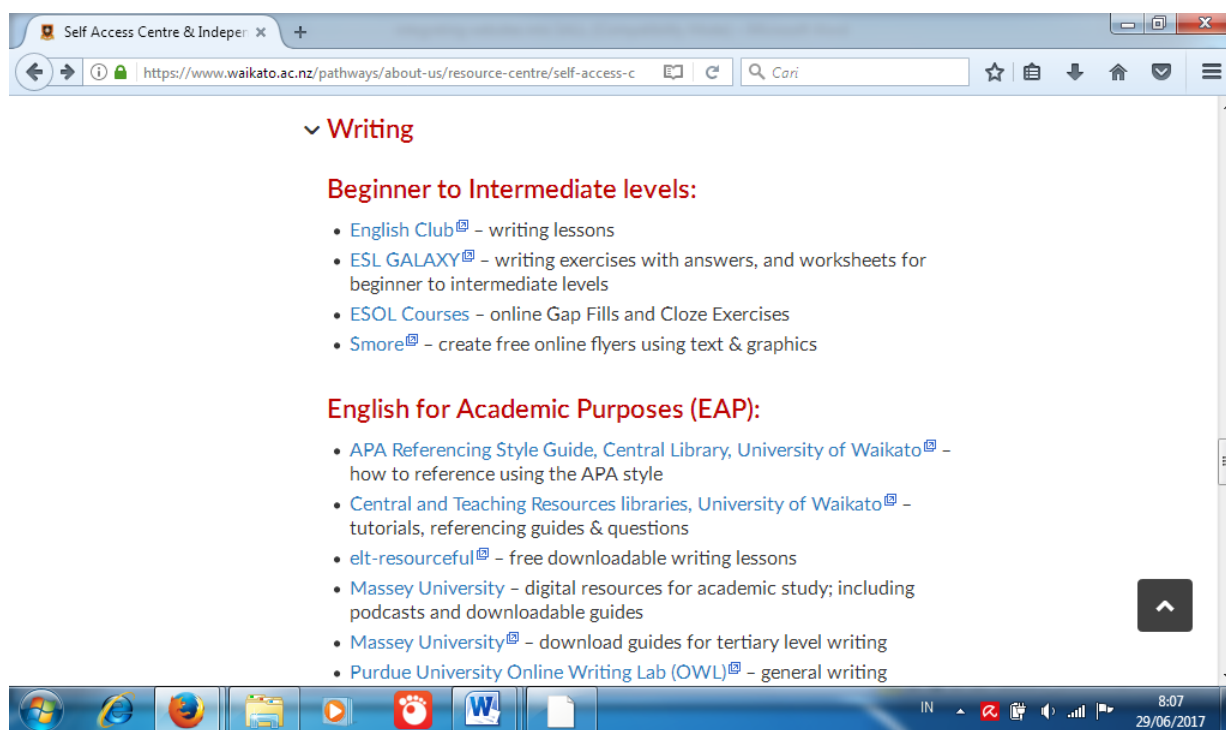 Self Access Centre & Indeper
https://www.waikato.ac.nz/pathways/about-us/resource-centre/self-access-c
Cari
Writing
Beginner to Intermediate levels:
• English Club – writing lessons
• ESL GALAXY – writing exercises with answers, and worksheets for
beginner to intermediate levels
• ESOL Courses – online Gap Fills and Cloze Exercises
• Smore – create free online flyers using text & graphics
English for Academic Purposes (EAP):
• APA Referencing Style Guide, Central Library, University of Waikato –
how to reference using the APA style
• Central and Teaching Resources libraries, University of Waikato –
tutorials, referencing guides & questions
• elt-resourceful – free downloadable writing lessons
• Massey University – digital resources for academic study; including
podcasts and downloadable guides
• Massey University – download guides for tertiary level writing
• Purdue University Online Writing Lab (OWL) – general writing
IN
8:07
29/06/2017